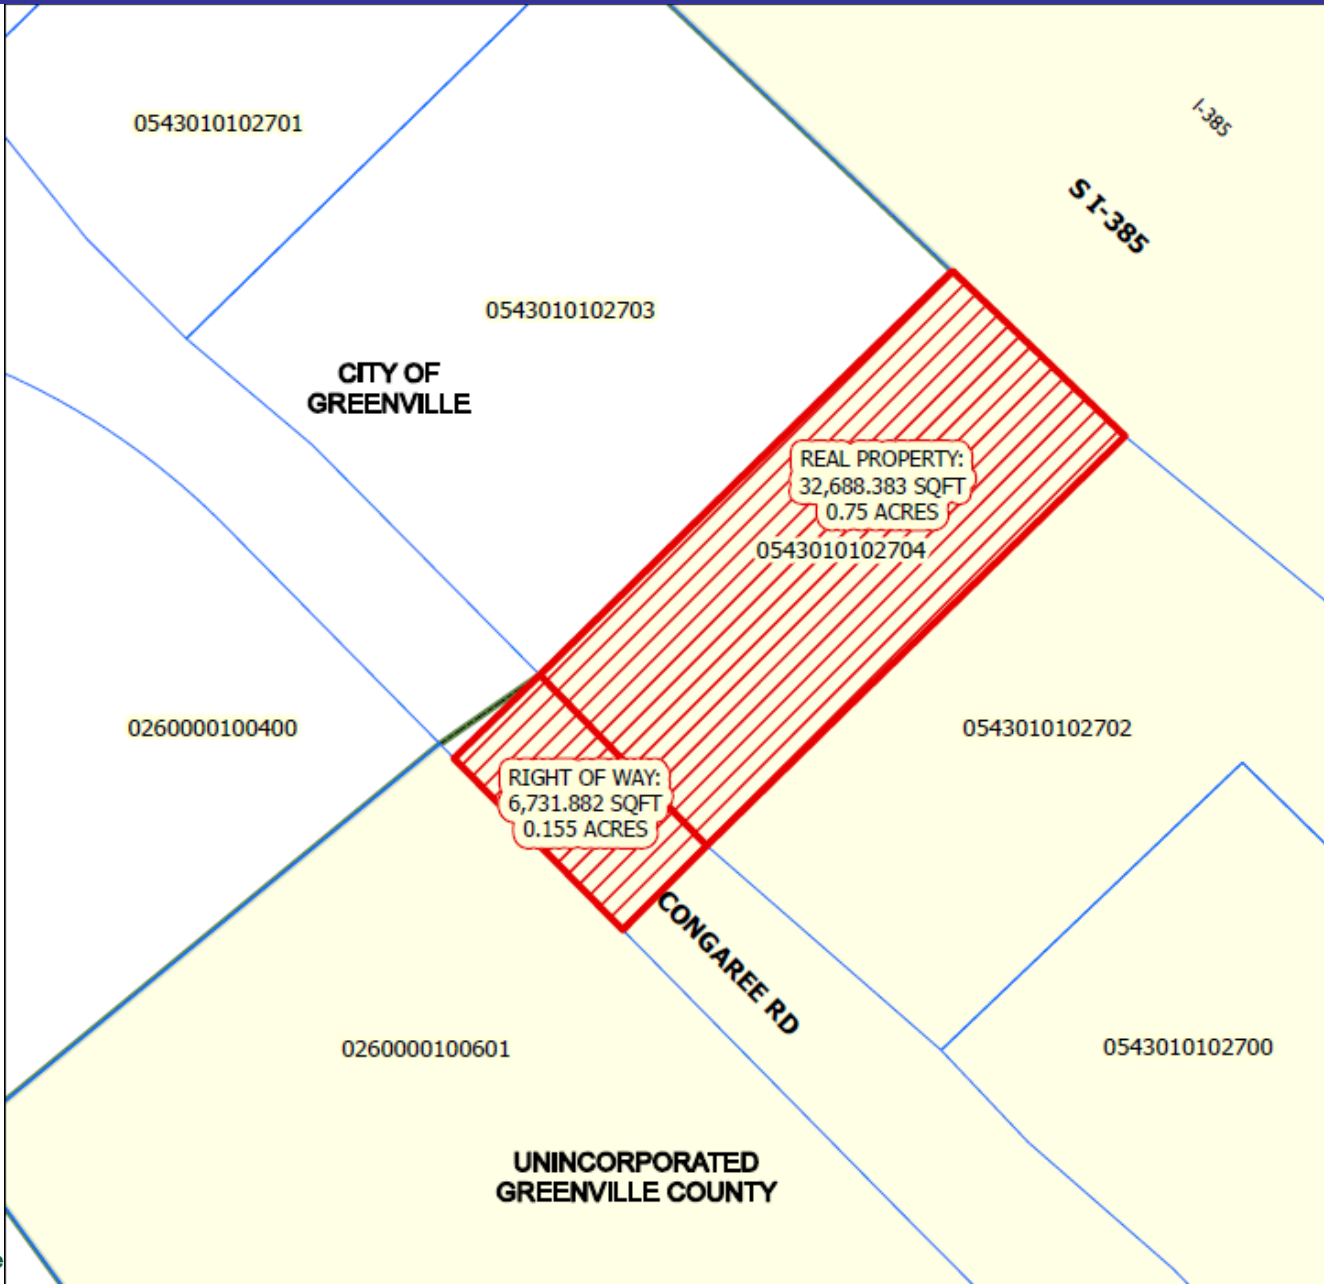 I-385
0543010102701
S I-385
0543010102703
CITY OF
GREENVILLE
REAL PROPERTY:
32,688.383 SQFT
0.75 ACRES
0543010102704
0260000100400
0543010102702
RIGHT OF WAY:
6,731.882 SQFT
0.155 ACRES
CONGAREE RD
0260000100601
0543010102700
UNINCORPORATED
GREENVILLE COUNTY